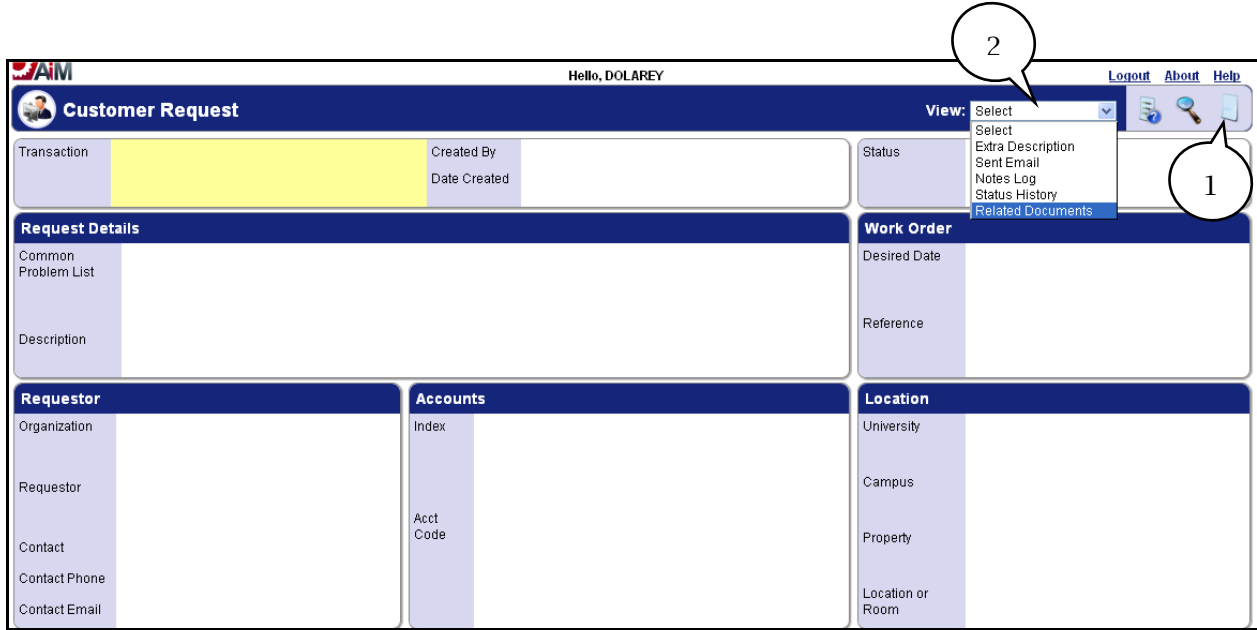 2
AiM
Hello, DOLAREY
Logout About Help
Customer Request
View: Select
Select
Extra Description
Sent Email
Notes Log
Status History
Related Documents
1
Transaction
Created By
Date Created
Status
Request Details
Common
Problem List
Description
Work Order
Desired Date
Reference
Requestor
Organization
Requestor
Contact
Contact Phone
Contact Email
Accounts
Index
Acct
Code
Location
University
Campus
Property
Location or
Room